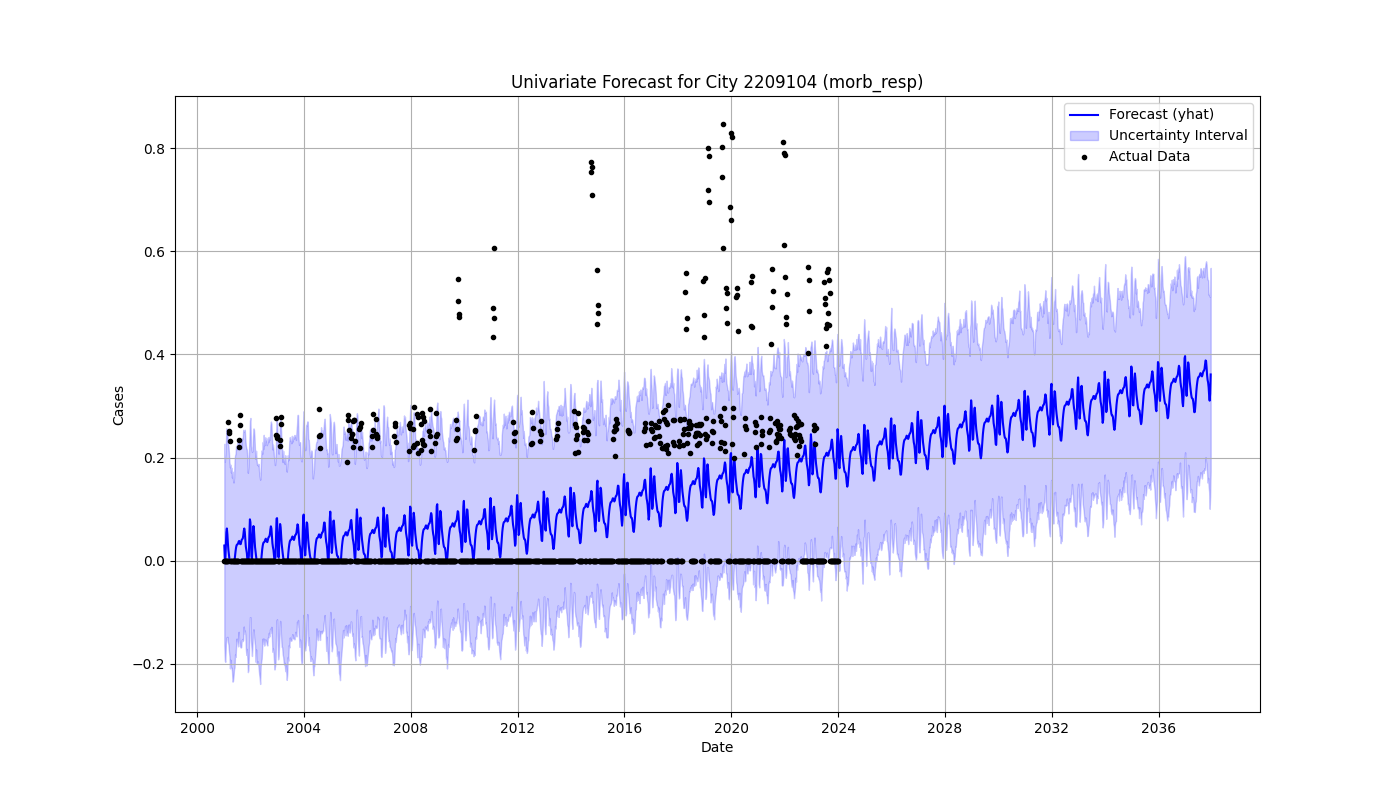 Univariate Forecast for City 2209104 (morb_resp)
Forecast (yhat)
Uncertainty Interval
Actual Data
Cases
0.8
0.6
0.4
0.2
0.0
−0.2
2000 2004 2008 2012 2016 2020 2024 2028 2032 2036
Date